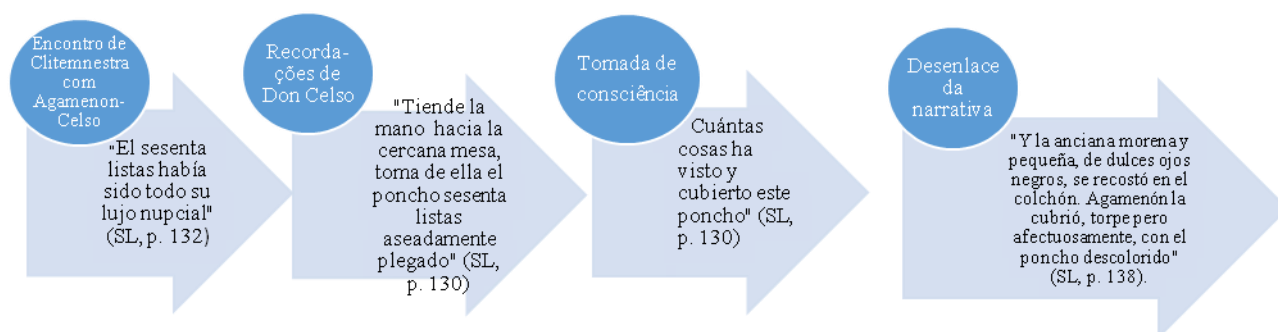 Encontro de
Clitemnestra
com
Agamenon-
Celso
"El sesenta
listas había
sido todo su
lujo nupcial"
(SL, p. 132)
Recorda-
ções de
Don Celso
"Tiende la
mano hacia la
cercana mesa,
toma de ella el
poncho sesenta
listas
aseadamente
plegado" (SL,
p. 130)
Tomada de
consciência
Cuántas
cosas ha
visto y
cubierto este
poncho" (SL,
p. 130)
Desenlace
da
narrativa
"Y la anciana morena y
pequeña, de dulces ojos
negros, se recostó en el
colchón. Agamenón la
cubrió, torpe pero
afectuosamente, con el
poncho descolorido"
(SL, p. 138).